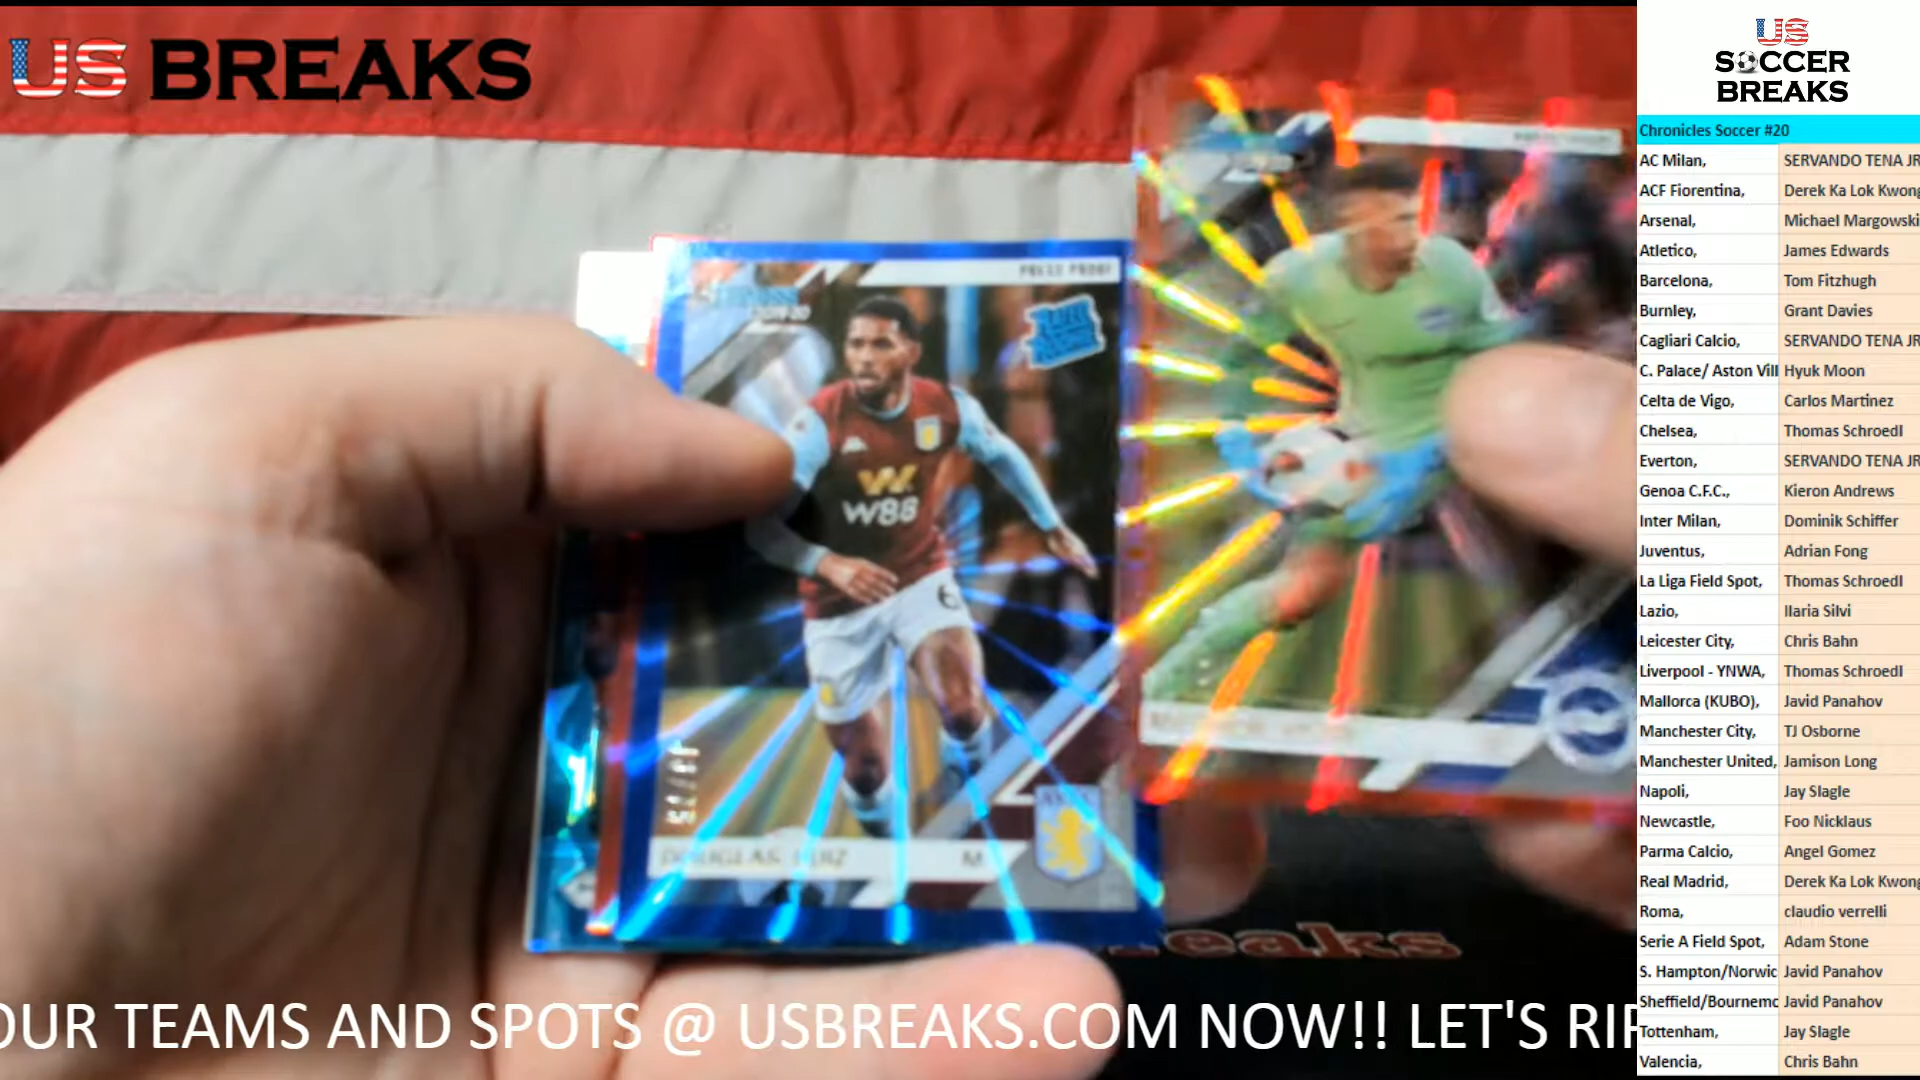 US BREAKS
US
SOCCER
BREAKS
Chronicles Soccer #20
AC Milan, SERVANDO TENA JR
ACF Fiorentina, Derek Ka Lok Kwong
Arsenal, Michael Margowski
Atletico, James Edwards
Barcelona, Tom Fitzhugh
Burnley, Grant Davies
Cagliari Calcio, SERVANDO TENA JR
C. Palace/ Aston Vill Hyuk Moon
Celta de Vigo, Carlos Martinez
Chelsea, Thomas Schroedl
Everton, SERVANDO TENA JR
Genoa C.F.C., Kieron Andrews
Inter Milan, Dominik Schiffer
Juventus, Adrian Fong
La Liga Field Spot, Thomas Schroedl
Lazio, Ilaria Silvi
Leicester City, Chris Bahn
Liverpool - YNWA, Thomas Schroedl
Mallorca (KUBO), Javid Panahov
Manchester City, TJ Osborne
Manchester United, Jamison Long
Napoli, Jay Slagle
Newcastle, Foo Nicklaus
Parma Calcio, Angel Gomez
Real Madrid, Derek Ka Lok Kwong
Roma, claudio verrelli
Serie A Field Spot, Adam Stone
S. Hampton/Norwic Javid Panahov
Sheffield/Bournemo Javid Panahov
Tottenham, Jay Slagle
Valencia, Chris Bahn
PRESS PROOF
W88
6
DOUGLAS LUIZ M
AVFC
reaks
OUR TEAMS AND SPOTS @ USBREAKS.COM NOW!! LET'S RIP